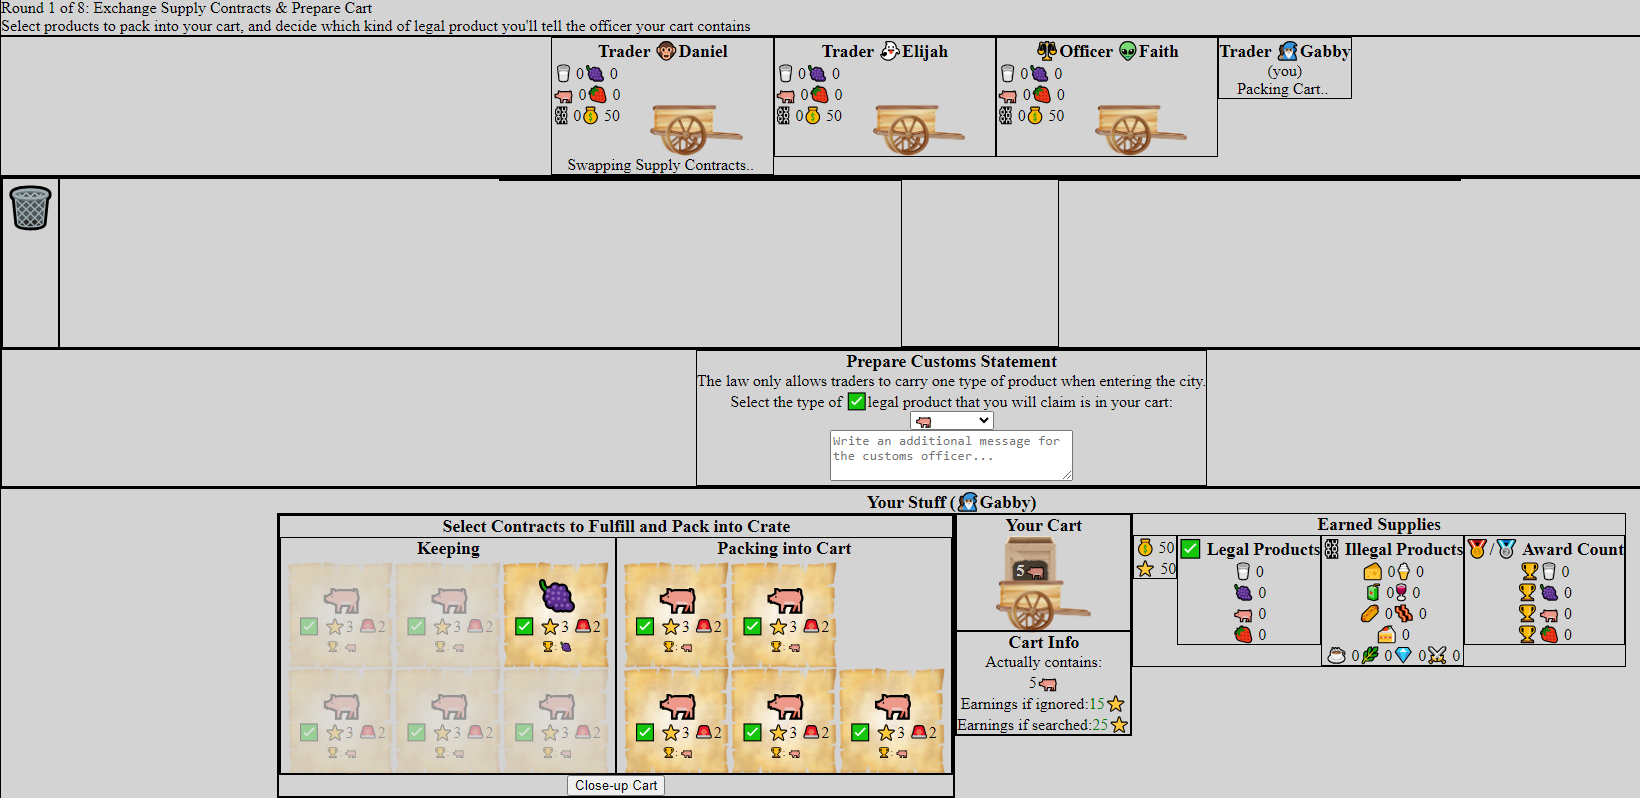 Round 1 of 8: Exchange Supply Contracts & Prepare Cart
Select products to pack into your cart, and decide which kind of legal product you'll tell the officer your cart contains
Trader Daniel
0 0
0 0
0 50
Swapping Supply Contracts..
Trader Elijah
0 0
0 0
0 50
Officer Faith
0 0
0 0
0 50
Trader Gabby
(you)
Packing Cart..
Prepare Customs Statement
The law only allows traders to carry one type of product when entering the city.
Select the type of legal product that you will claim is in your cart:
Write an additional message for
the customs officer...
Your Stuff (Gabby)
Select Contracts to Fulfill and Pack into Crate
Keeping
3 2
3 2
3 2
3 2
3 2
3 2
Packing into Cart
3 2
3 2
3 2
3 2
3 2
Close-up Cart
Your Cart
5
Cart Info
Actually contains:
5
Earnings if ignored:15
Earnings if searched:25
Earned Supplies
50
50
Legal Products
0
0
0
0
Illegal Products
0 0
0 0
0 0
0
0 0 0 0
/ Award Count
0
0
0
0